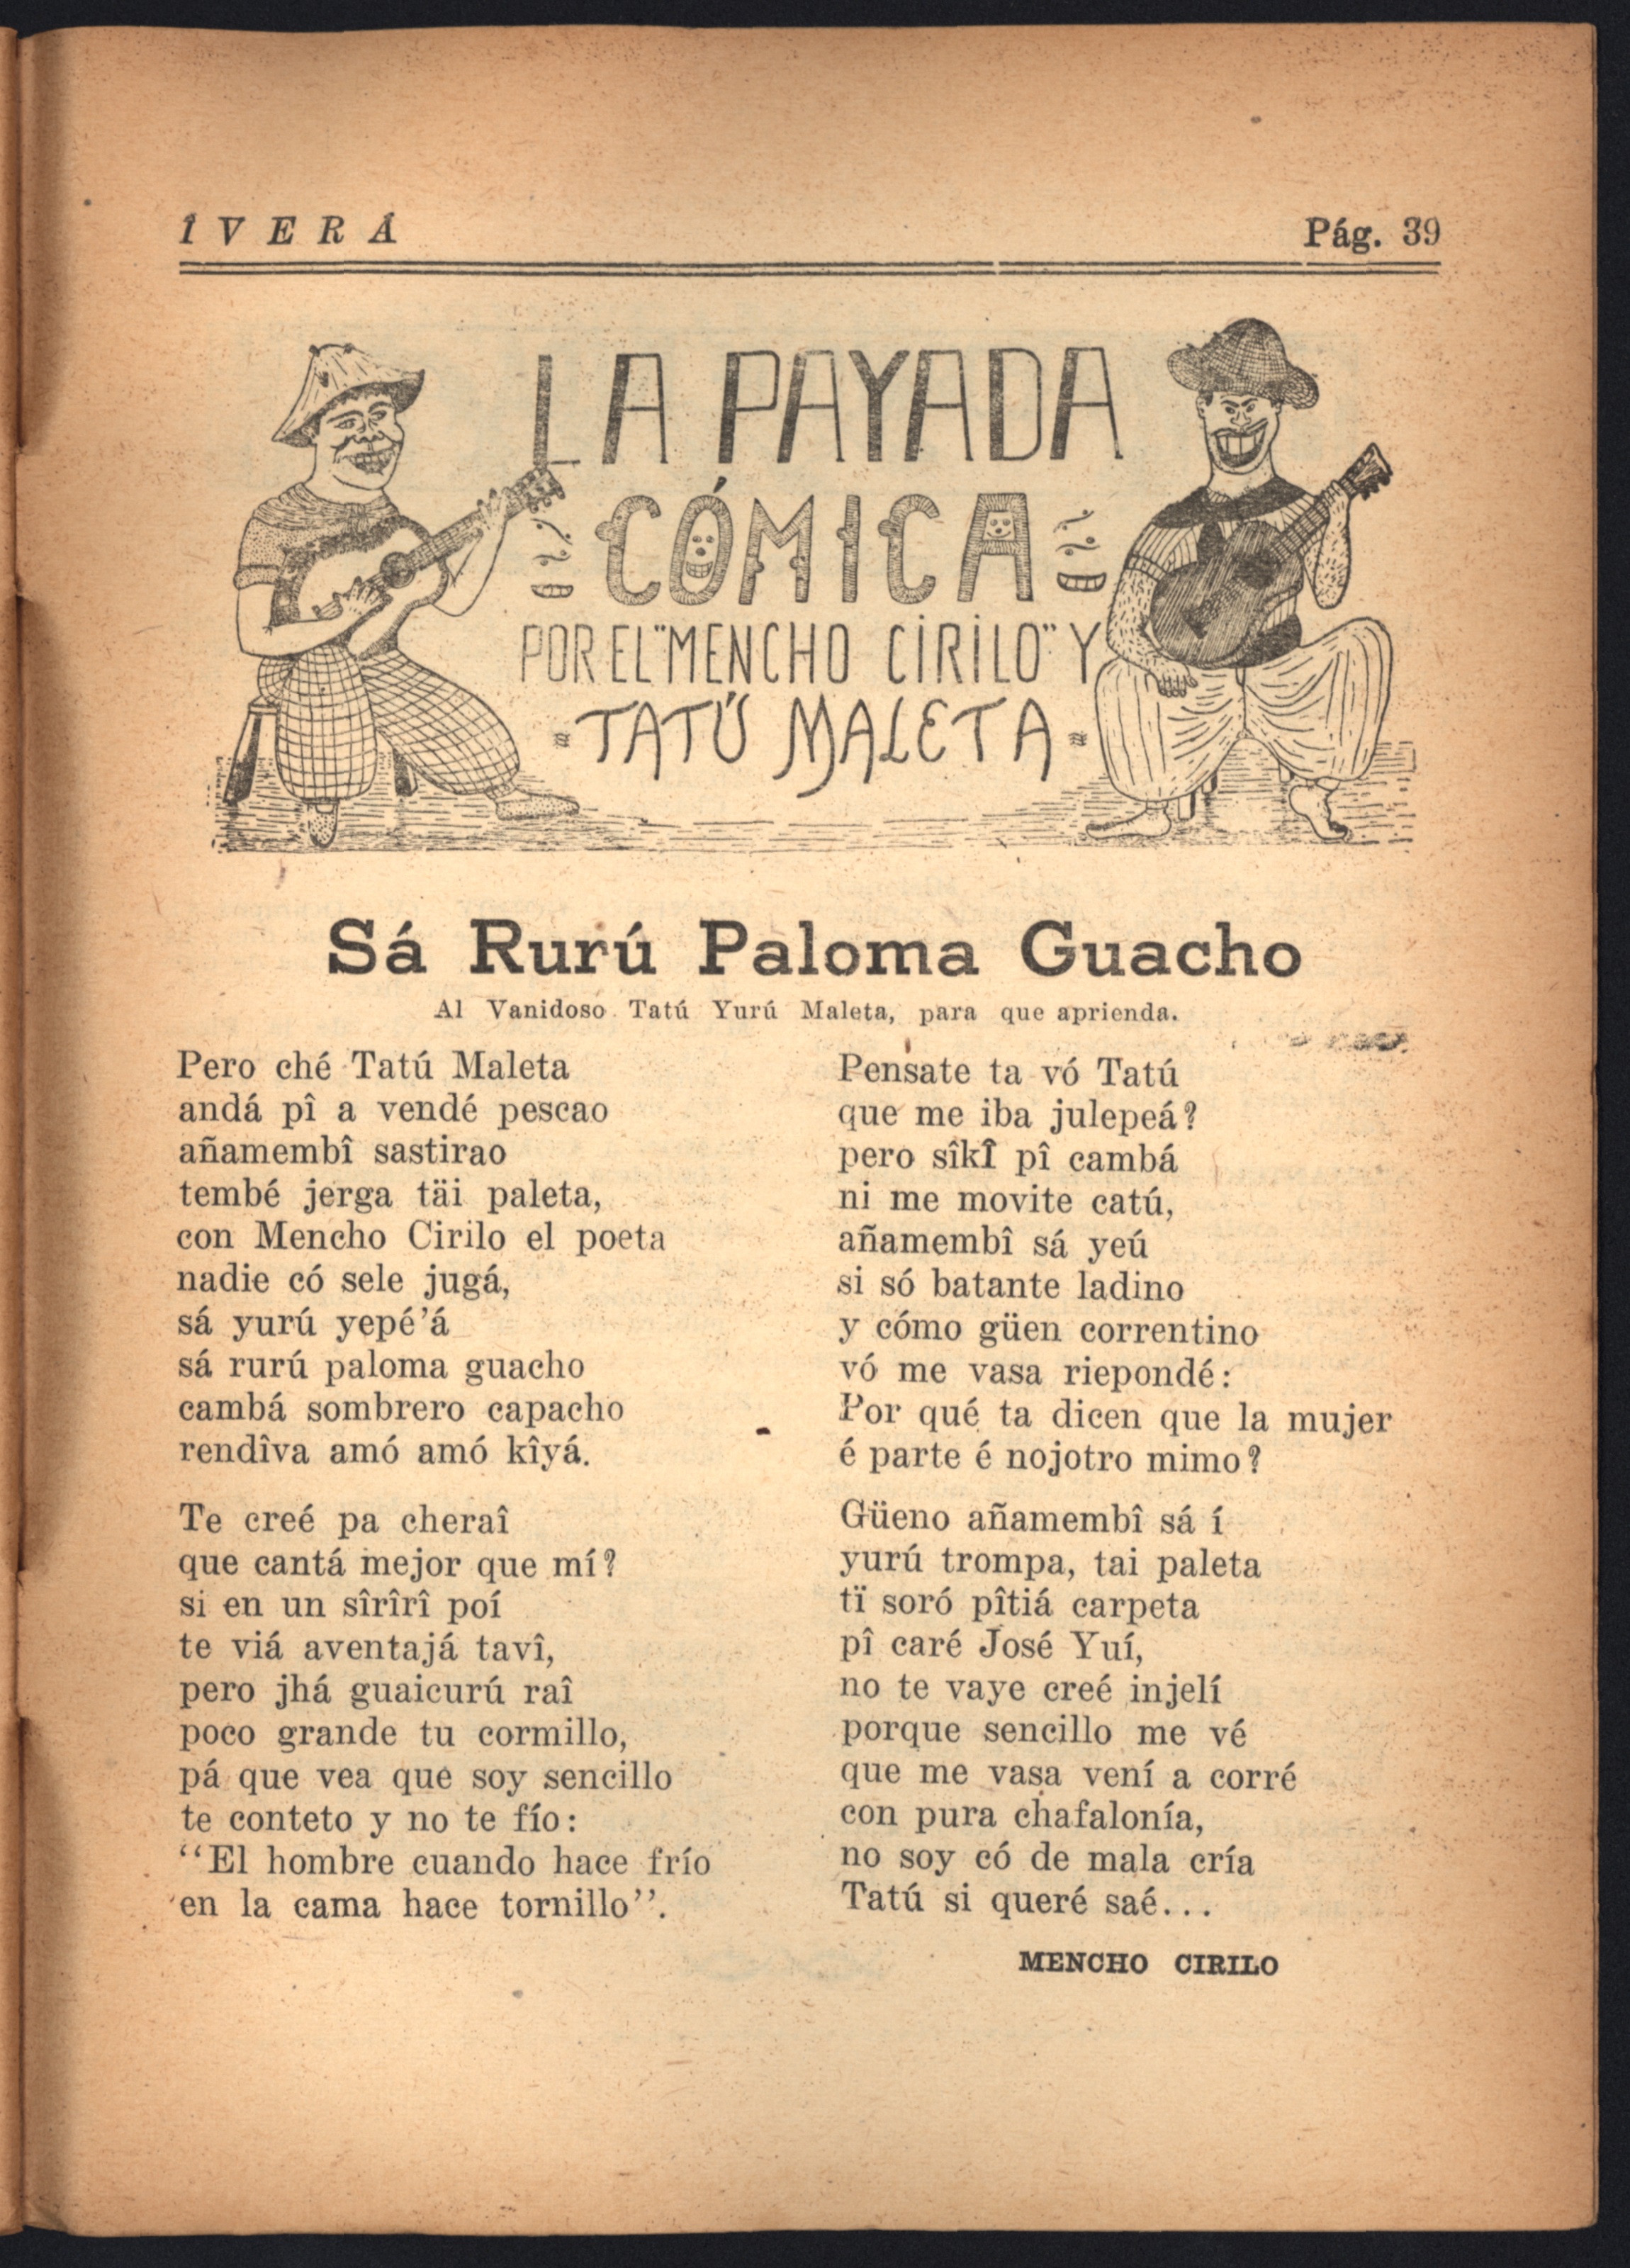 Î V E R Á
Pág. 39
LA PAYADA
CÓMICA
POR EL "MENCHO CIRILO" Y
TATÚ MALETA
Sá Rurú Paloma Guacho
Al Vanidoso Tatú Yurú Maleta, para que aprienda.
Pero ché Tatú Maleta
andá pî a vendé pescao
añamembî sastirao
tembé jerga täi paleta,
con Mencho Cirilo el poeta
nadie có sele jugá,
sá yurú yepé'á
sá rurú paloma guacho
cambá sombrero capacho
rendîva amó amó kîyá.
Te creé pa cheraî
que cantá mejor que mí?
si en un sîrîrî poí
te viá aventajá tavî,
pero jhá guaicurú raî
poco grande tu cormillo,
pá que vea que soy sencillo
te conteto y no te fío:
"El hombre cuando hace frío
en la cama hace tornillo".
Pensate ta vó Tatú
que me iba julepeá?
pero sîkÎ pî cambá
ni me movite catú,
añamembî sá yeú
si só batante ladino
y cómo güen correntino
vó me vasa riepondé:
Por qué ta dicen que la mujer
é parte é nojotro mimo?
Güeno añamembî sá í
yurú trompa, tai paleta
tï soró pîtiá carpeta
pî caré José Yuí,
no te vaye creé injelí
porque sencillo me vé
que me vasa vení a corré
con pura chafalonía,
no soy có de mala cría
Tatú si queré saé...
MENCHO CIRILO